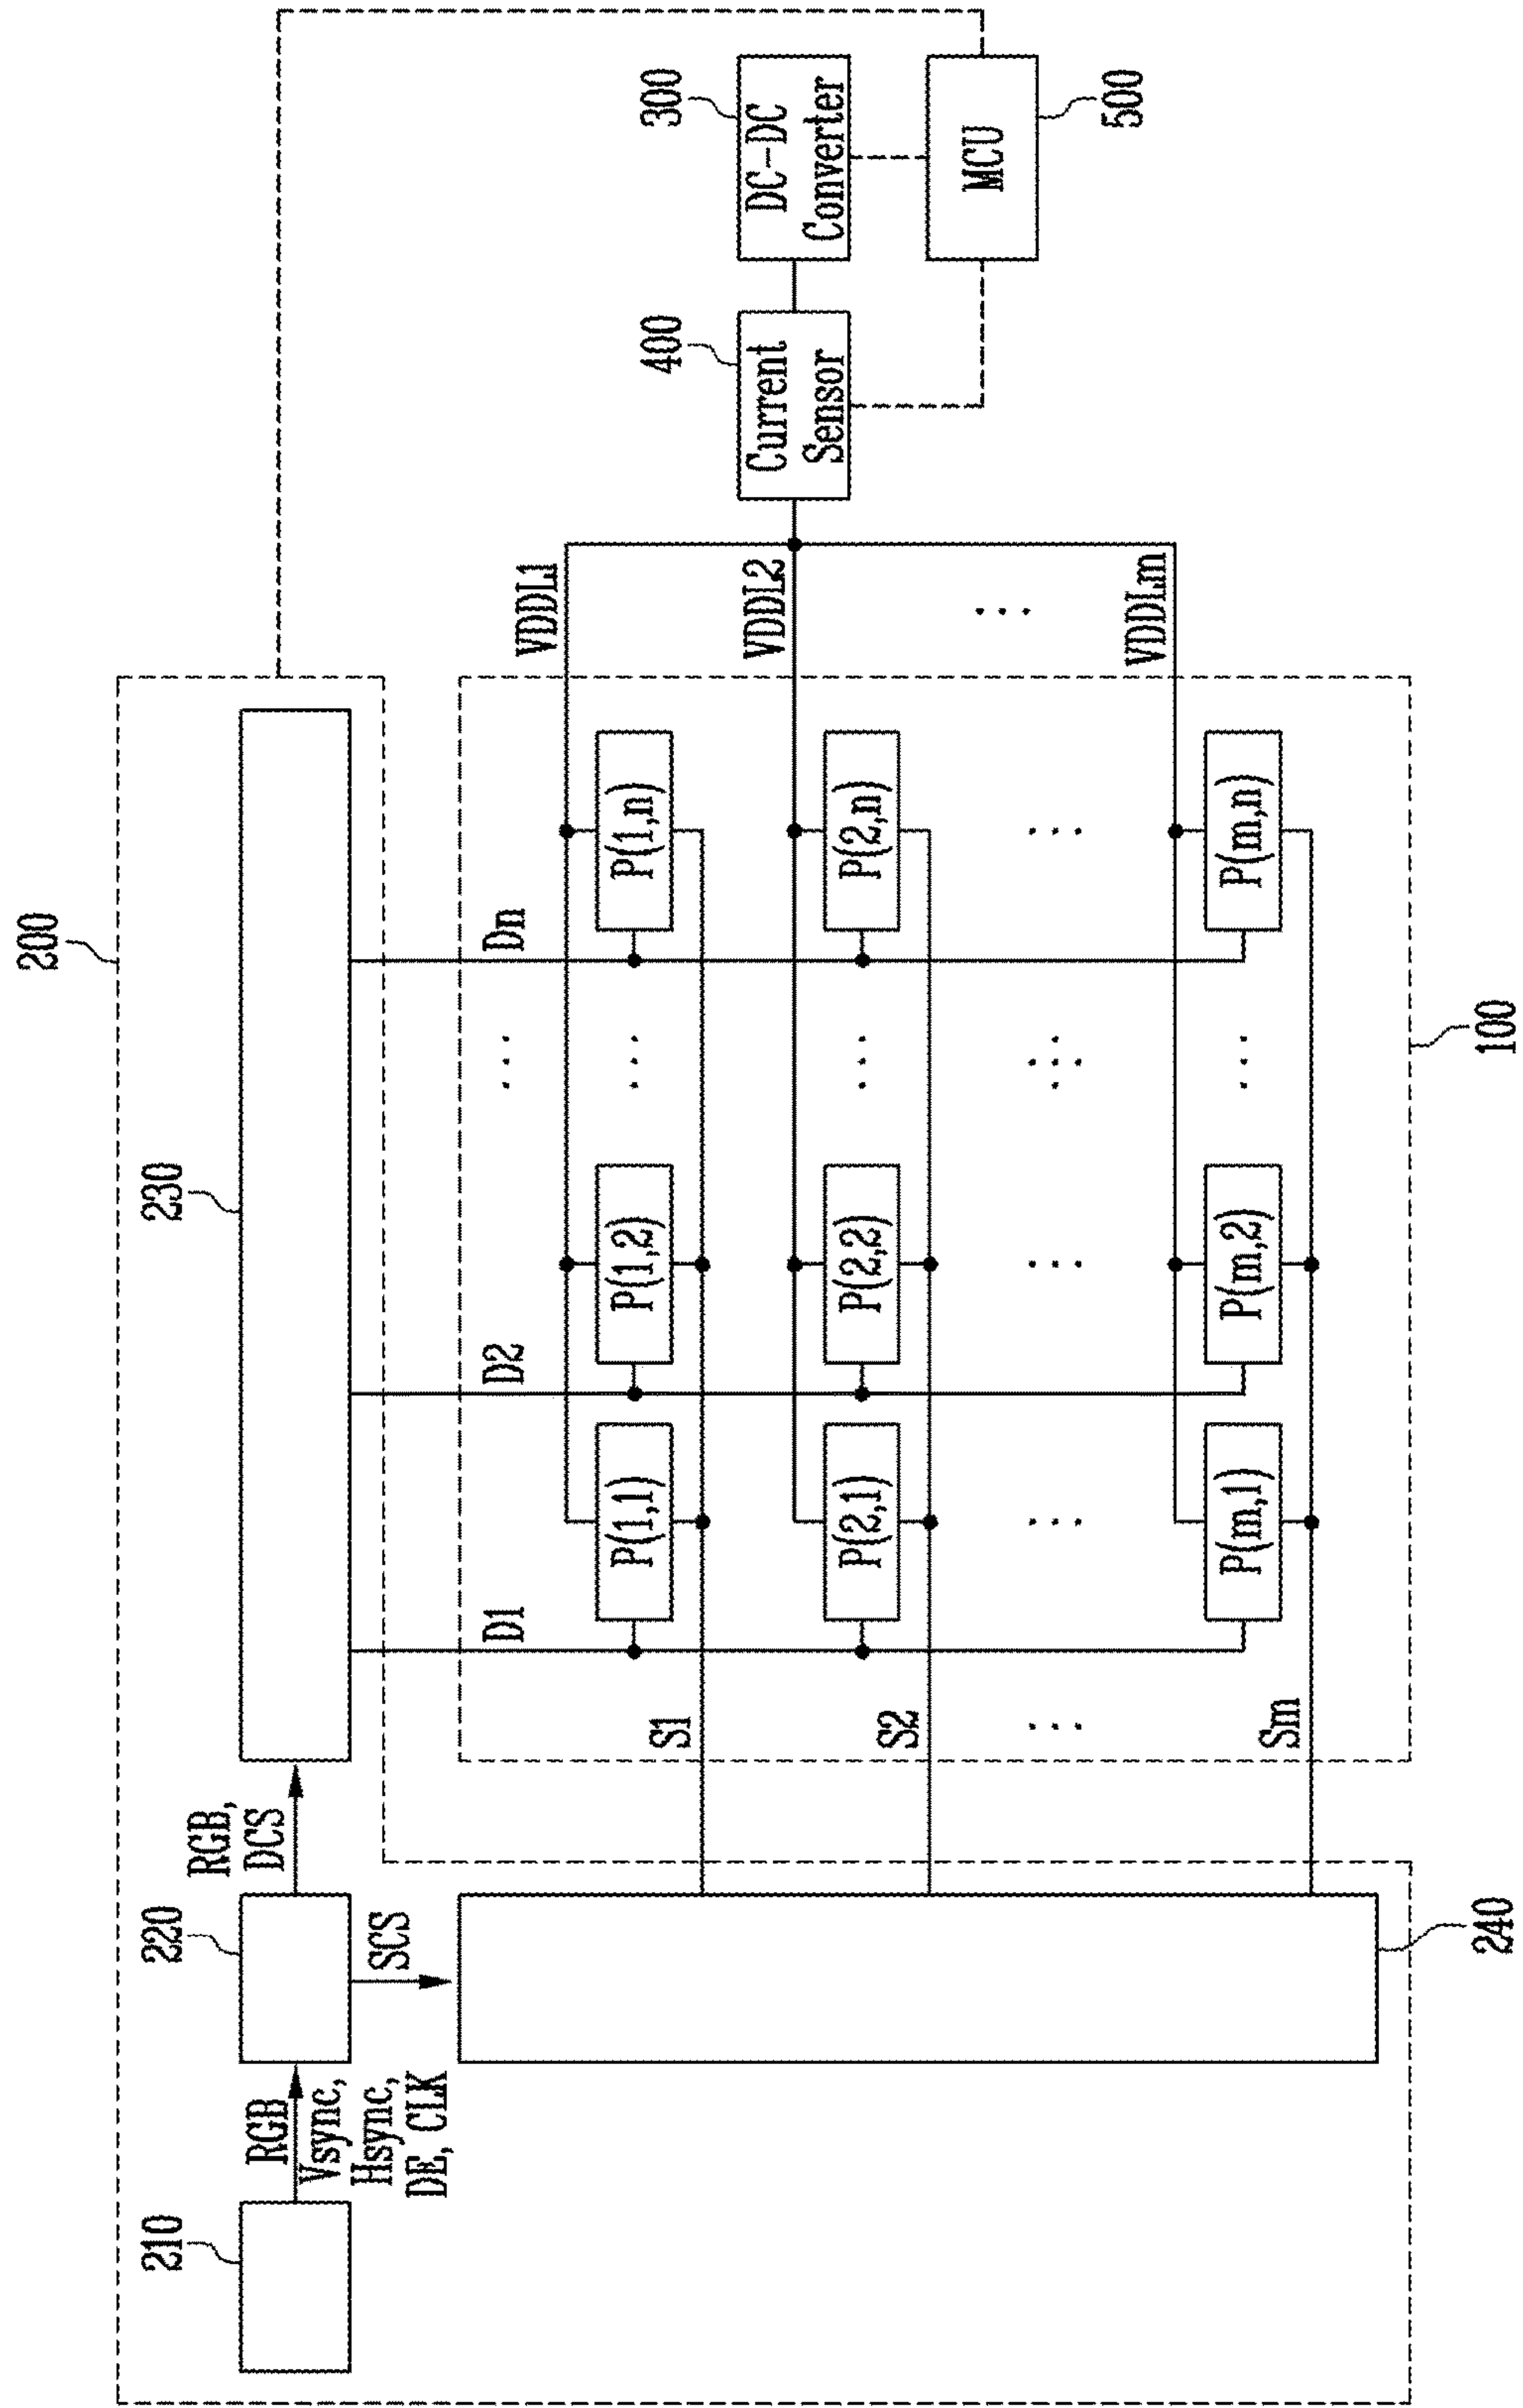 200
210
RGB
Vsync,
Hsync,
DE, CLK
220
RGB,
DCS
SCS
230
240
D1
D2
...
Dn
VDDL1
P(1,1)
P(1,2)
...
P(1,n)
S1
VDDL2
P(2,1)
P(2,2)
...
P(2,n)
S2
...
VDDLm
P(m,1)
P(m,2)
...
P(m,n)
Sm
100
400
Current
Sensor
300
DC-DC
Converter
MCU
500